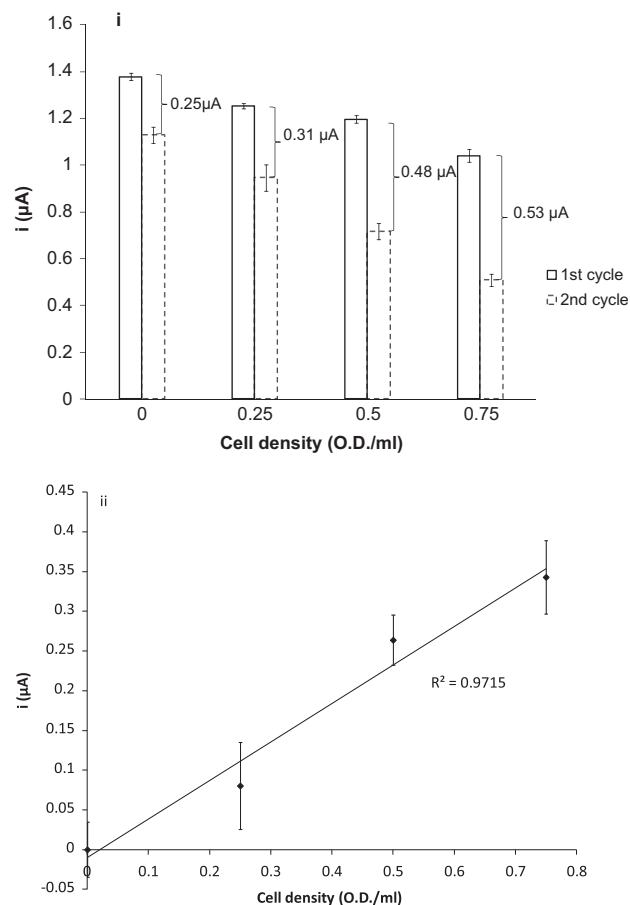 i
1.6
1.4
1.2
1
0.8
0.6
0.4
0.2
0
i (µA)
0.25µA
0.31 µA
0.48 µA
0.53 µA
1st cycle
2nd cycle
0 0.25 0.5 0.75
Cell density (O.D./ml)
ii
0.45
0.4
0.35
0.3
0.25
0.2
0.15
0.1
0.05
0
-0.05
i (µA)
R² = 0.9715
0 0.1 0.2 0.3 0.4 0.5 0.6 0.7 0.8
Cell density (O.D./ml)